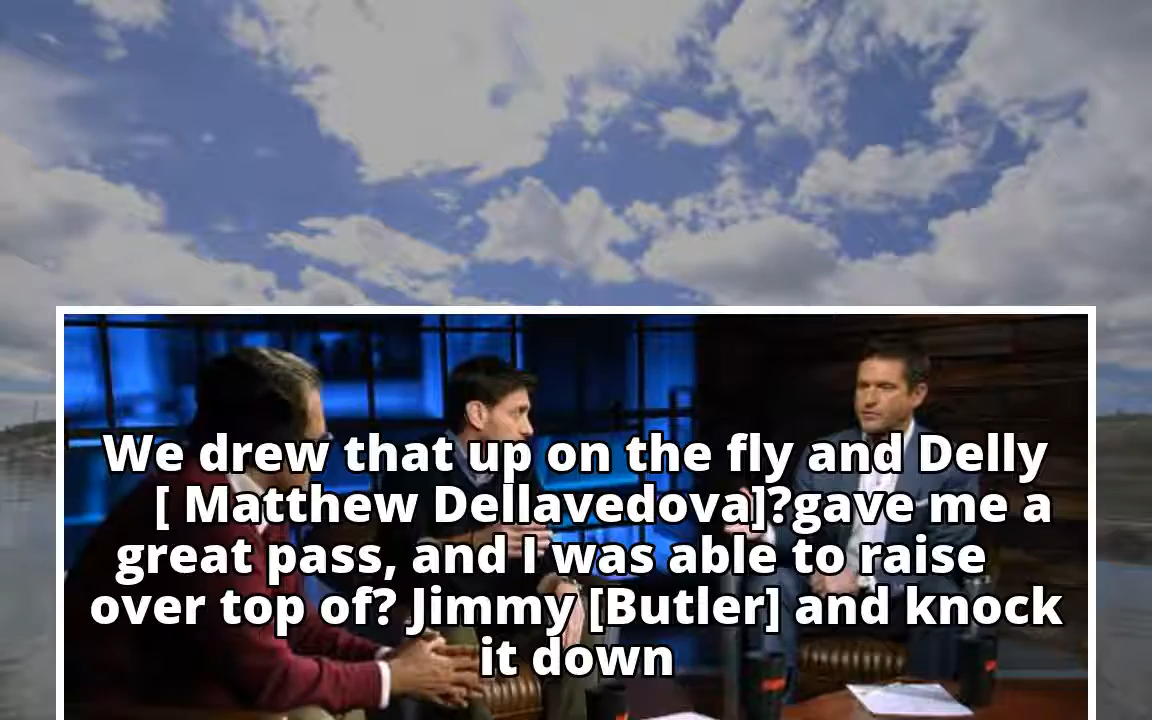 We drew that up on the fly and Delly
[ Matthew Dellavedova]?gave me a
great pass, and I was able to raise
over top of? Jimmy [Butler] and knock
it down